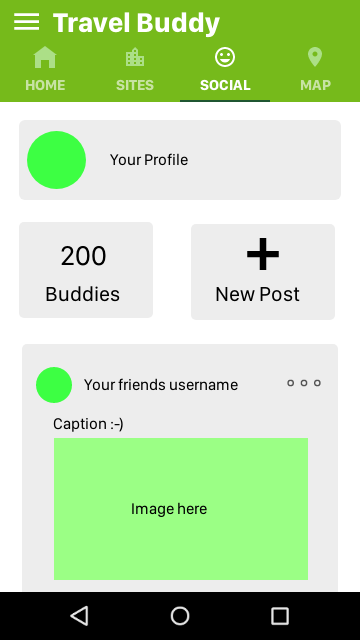 Travel Buddy
HOME SITES SOCIAL MAP
Your Profile
200
Buddies
+
New Post
Your friends username
Caption :-)
Image here